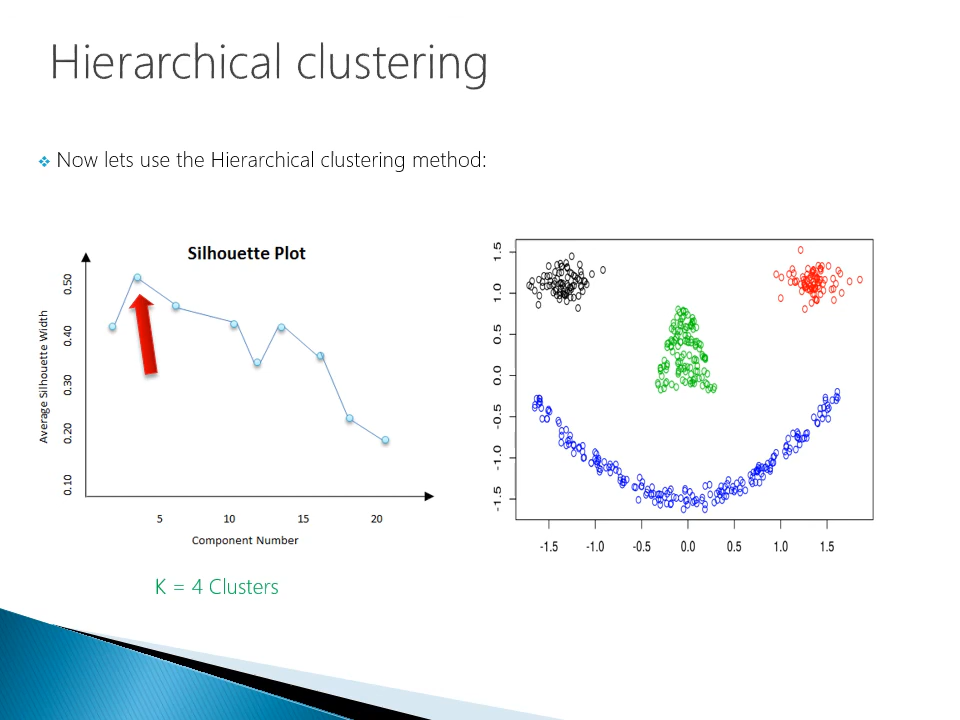 Hierarchical clustering
❖ Now lets use the Hierarchical clustering method:
Silhouette Plot
Average Silhouette Width
0.50
0.40
0.30
0.20
0.10
5 10 15 20
Component Number
K = 4 Clusters
1.5
1.0
0.5
0.0
-0.5
-1.0
-1.5
-1.5 -1.0 -0.5 0.0 0.5 1.0 1.5